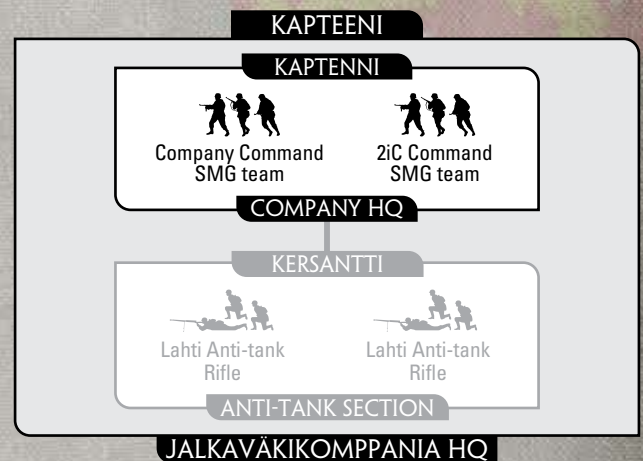 KAPTEENI
KAPTENNI
Company Command
SMG team
2iC Command
SMG team
COMPANY HQ
KERSANTTI
Lahti Anti-tank
Rifle
Lahti Anti-tank
Rifle
ANTI-TANK SECTION
JALKAVÄKIKOMPPANIA HQ